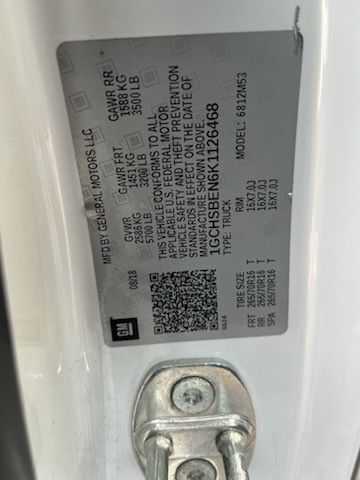 MFD BY GENERAL MOTORS LLC
08/18
GVWR
2586 KG
5700 LB
GAWR FRT
1451 KG
3200 LB
GAWR RR
1588 KG
3500 LB
THIS VEHICLE CONFORMS TO ALL
APPLICABLE U.S. FEDERAL MOTOR
VEHICLE SAFETY AND THEFT PREVENTION
STANDARDS IN EFFECT ON THE DATE OF
MANUFACTURE SHOWN ABOVE.
1GCHSBEN6K1126468
TYPE: TRUCK
MODEL: 6812M53
TIRE SIZE RIM
FRT 265/70R16 T 16X7.0J
RR 265/70R16 T 16X7.0J
SPA 265/70R16 T 16X7.0J
GM